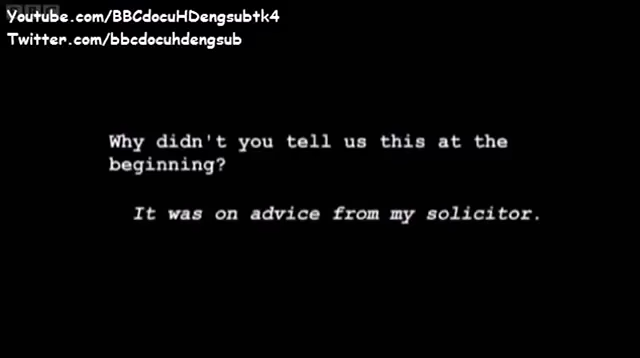 Youtube.com/BBCdocuHDengsubtk4
Twitter.com/bbcdocuhdengsub
Why didn't you tell us this at the
beginning?
It was on advice from my solicitor.